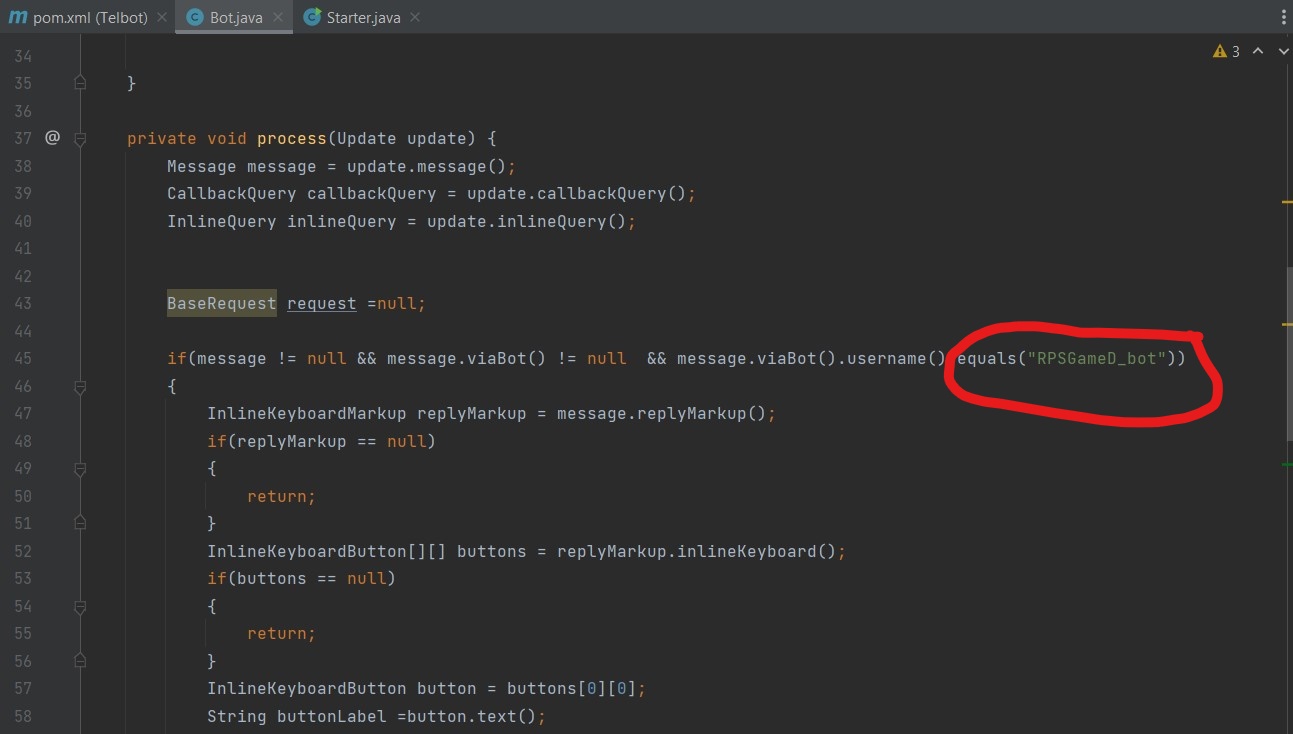 m pom.xml (Telbot) × C Bot.java × C Starter.java ×
3
34
35 }
36
37 @ private void process(Update update) {
38 Message message = update.message();
39 CallbackQuery callbackQuery = update.callbackQuery();
40 InlineQuery inlineQuery = update.inlineQuery();
41
42
43 BaseRequest request =null;
44
45 if(message != null && message.viaBot() != null && message.viaBot().username() equals("RPSGameD_bot"))
46 {
47 InlineKeyboardMarkup replyMarkup = message.replyMarkup();
48 if(replyMarkup == null)
49 {
50 return;
51 }
52 InlineKeyboardButton[][] buttons = replyMarkup.inlineKeyboard();
53 if(buttons == null)
54 {
55 return;
56 }
57 InlineKeyboardButton button = buttons[0][0];
58 String buttonLabel =button.text();